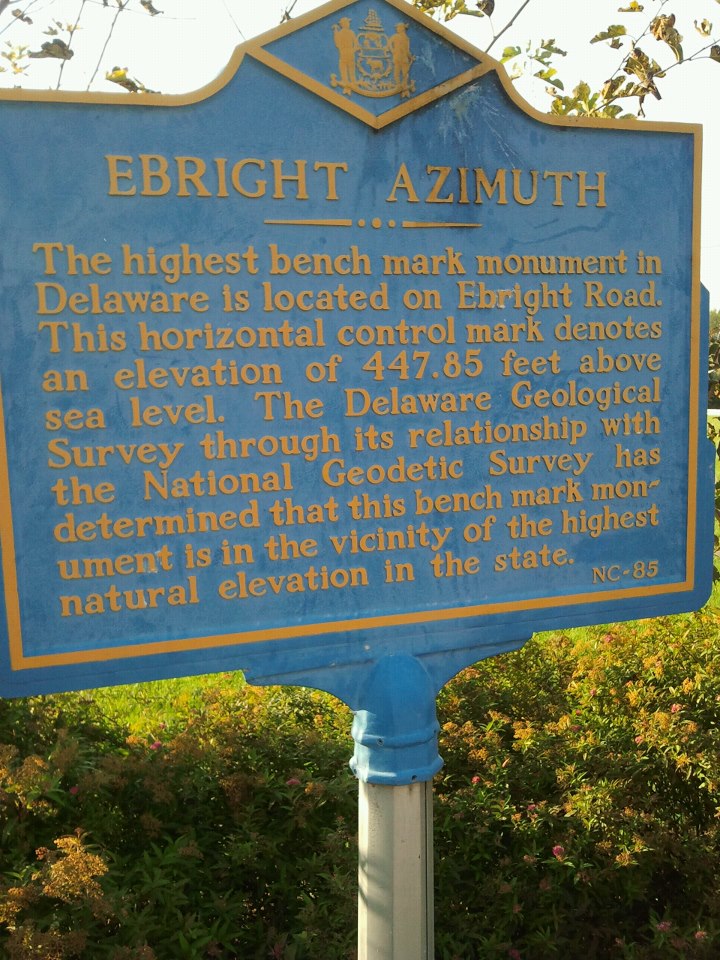 EBRIGHT AZIMUTH
The highest bench mark monument in
Delaware is located on Ebright Road.
This horizontal control mark denotes
an elevation of 447.85 feet above
sea level. The Delaware Geological
Survey through its relationship with
the National Geodetic Survey has
determined that this bench mark mon-
ument is in the vicinity of the highest
natural elevation in the state.
NC-85